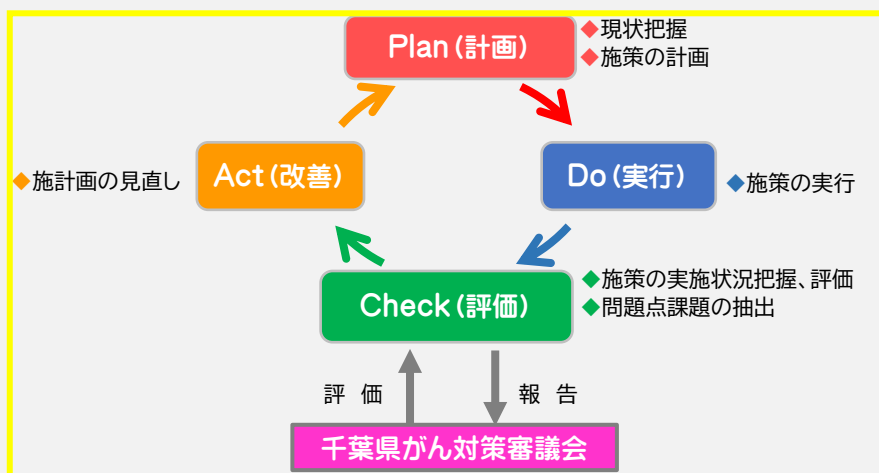 Plan（計画）
◆現状把握
◆施策の計画
Act（改善）
◆施計画の見直し
Do（実行）
◆施策の実行
Check（評価）
◆施策の実施状況把握、評価
◆問題点課題の抽出
評 価
報 告
千葉県がん対策審議会